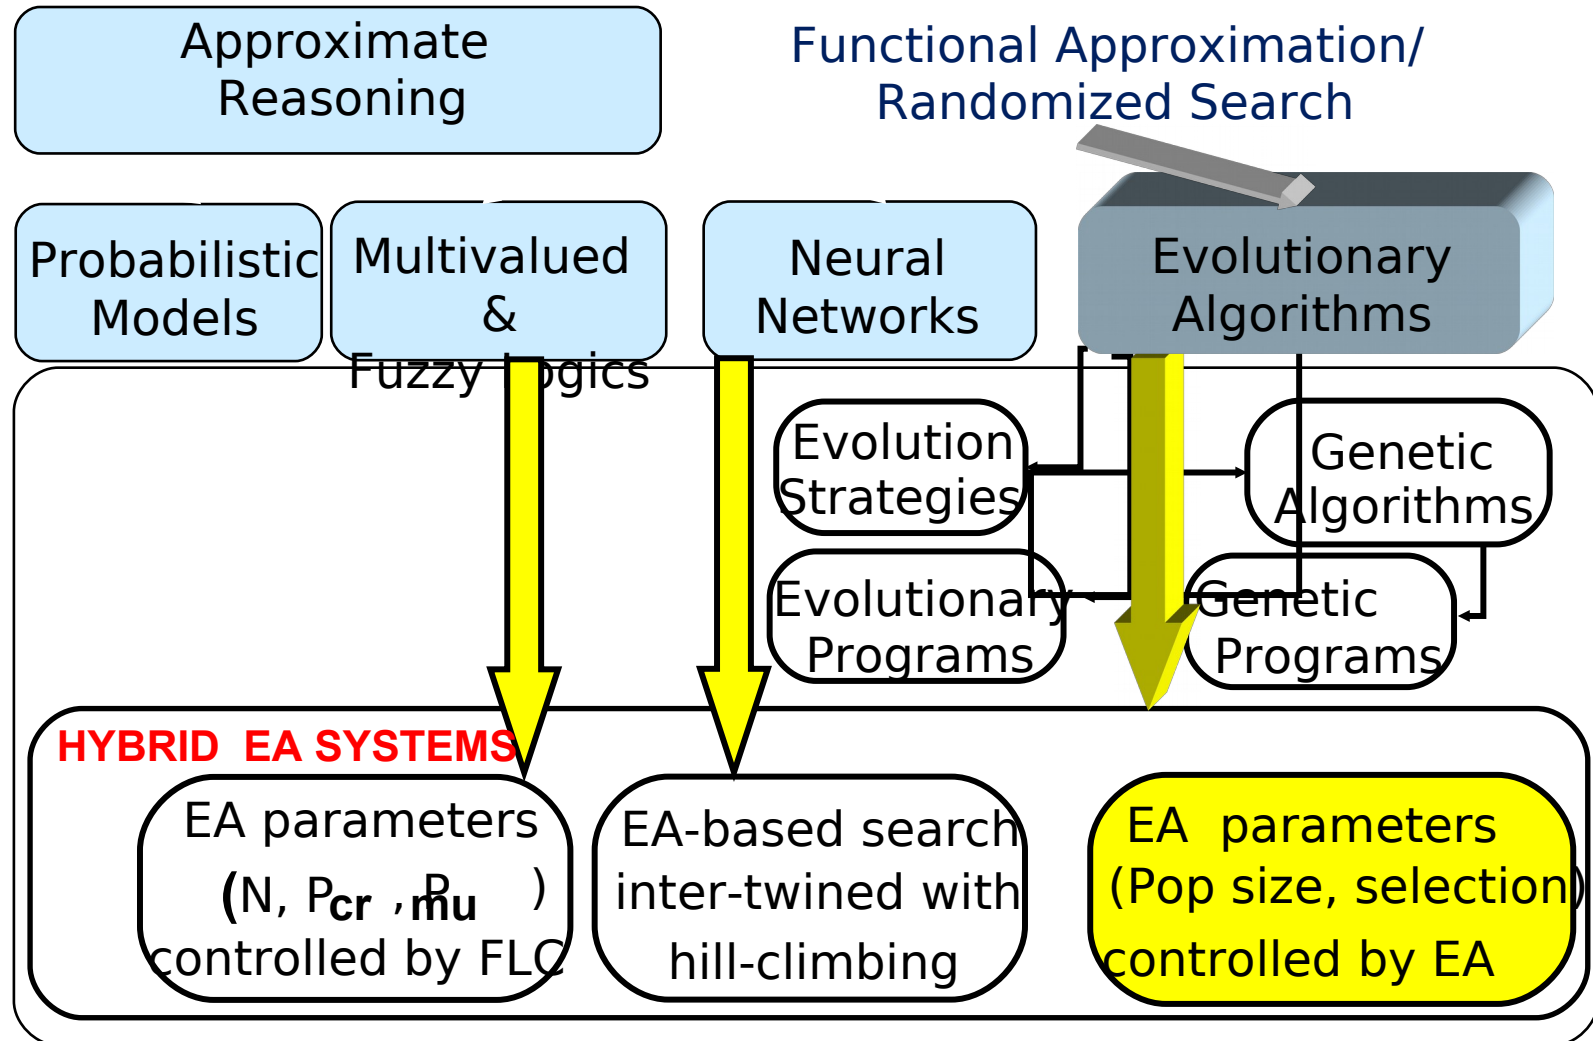 Approximate
Reasoning
Functional Approximation/
Randomized Search
Probabilistic
Models
Multivalued
&
Fuzzy Logics
Neural
Networks
Evolutionary
Algorithms
Evolution
Strategies
Genetic
Algorithms
Evolutionary
Programs
Genetic
Programs
HYBRID EA SYSTEMS
EA parameters
(N, Pcr , Pmu )
controlled by FLC
EA-based search
inter-twined with
hill-climbing
EA parameters
(Pop size, selection)
controlled by EA